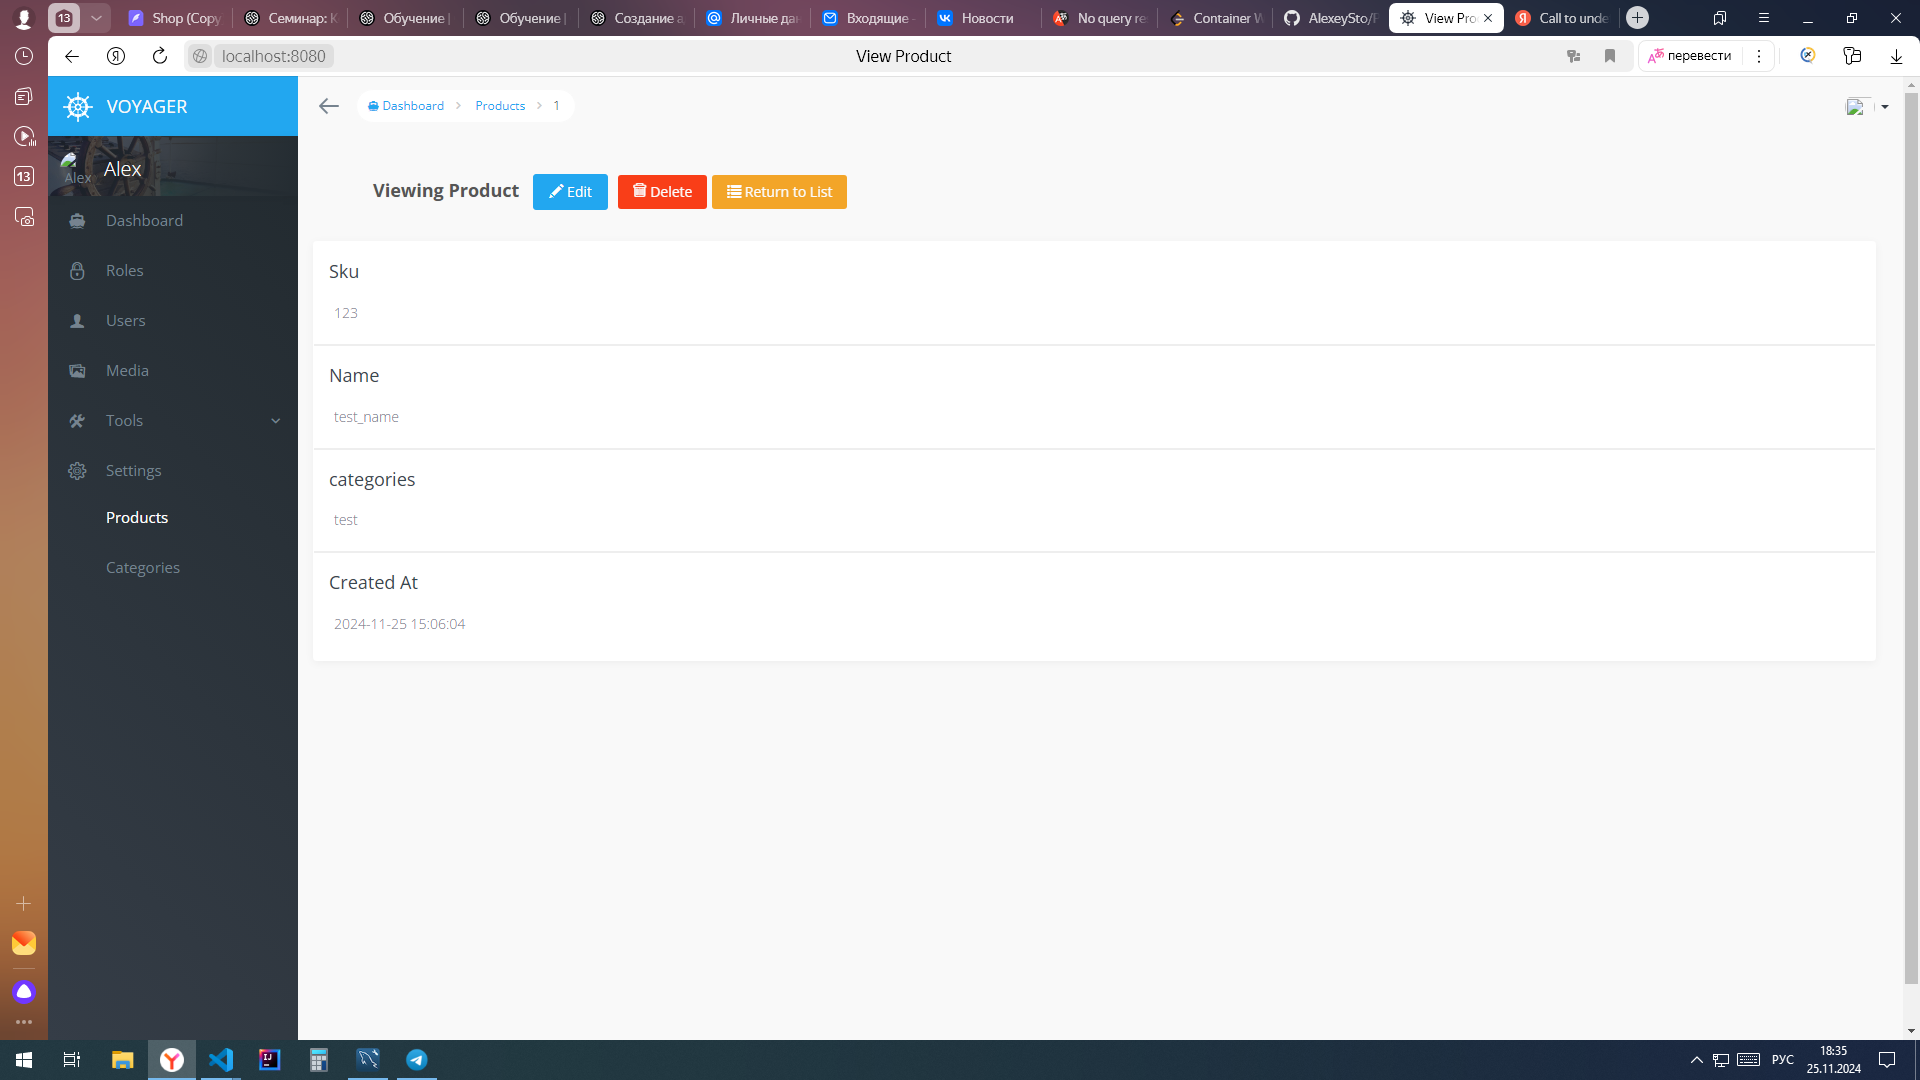 13
Shop (Copy
Семинар: К
Обучение |
Обучение |
Создание а
Личные дан
Входящие -
Новости
No query re
Container W
AlexeySto/P
View Pro
Call to unde
localhost:8080
View Product
перевести
13
VOYAGER
Alex
Alex
Dashboard
Roles
Users
Media
Tools
Settings
Products
Categories
Dashboard
Products
1
Viewing Product
Edit
Delete
Return to List
Sku
123
Name
test_name
categories
test
Created At
2024-11-25 15:06:04
РУС
18:35
25.11.2024